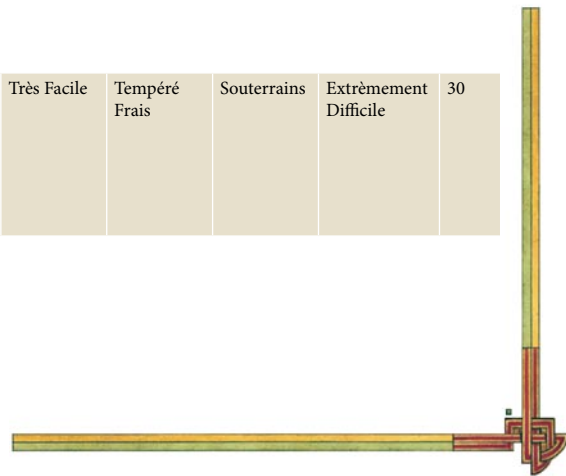 Très Facile
Tempéré
Frais
Souterrains
Extrèmement
Difficile
30